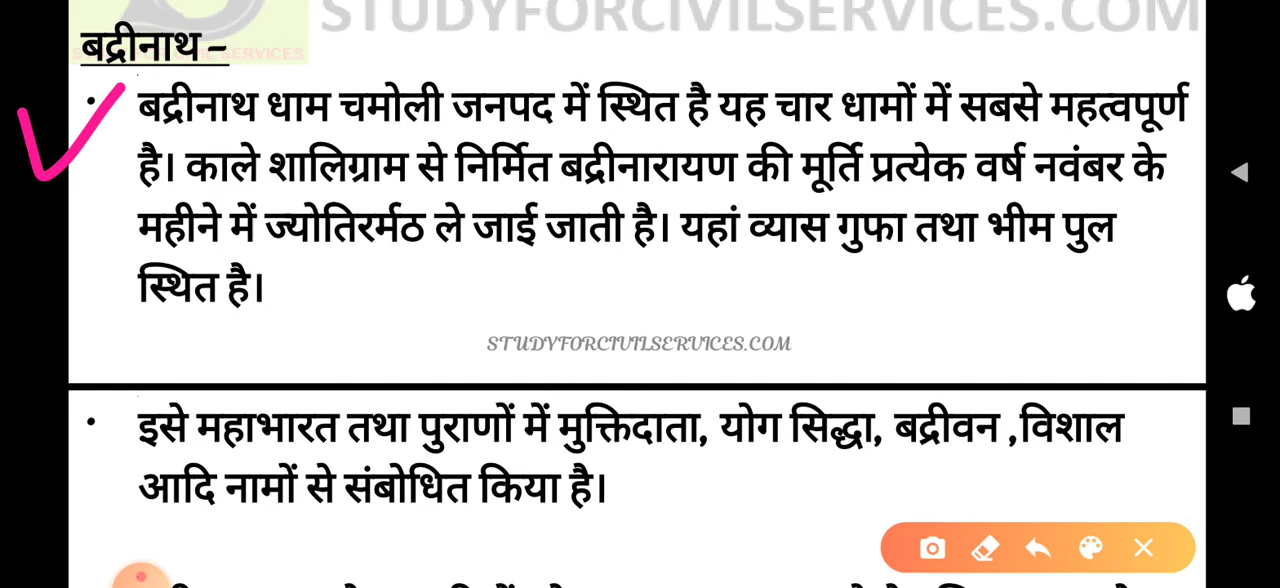 STUDYFORCIVILSERVICES.COM
बद्रीनाथ –
बद्रीनाथ धाम चमोली जनपद में स्थित है यह चार धामों में सबसे महत्वपूर्ण
है। काले शालिग्राम से निर्मित बद्रीनारायण की मूर्ति प्रत्येक वर्ष नवंबर के
महीने में ज्योतिरर्मठ ले जाई जाती है। यहां व्यास गुफा तथा भीम पुल
स्थित है।
STUDYFORCIVILSERVICES.COM
इसे महाभारत तथा पुराणों में मुक्तिदाता, योग सिद्धा, बद्रीवन ,विशाल
आदि नामों से संबोधित किया है।